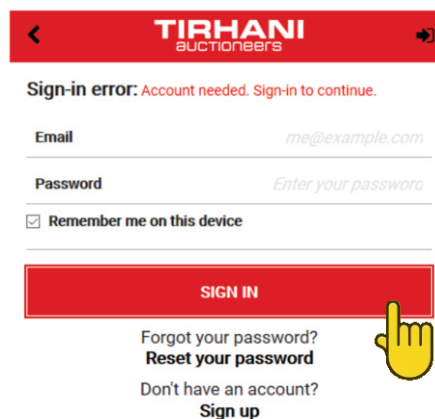 TIRHANI
auctioneers
Sign-in error: Account needed. Sign-in to continue.
Email me@example.com
Password Enter your password
Remember me on this device
SIGN IN
Forgot your password?
Reset your password
Don't have an account?
Sign up